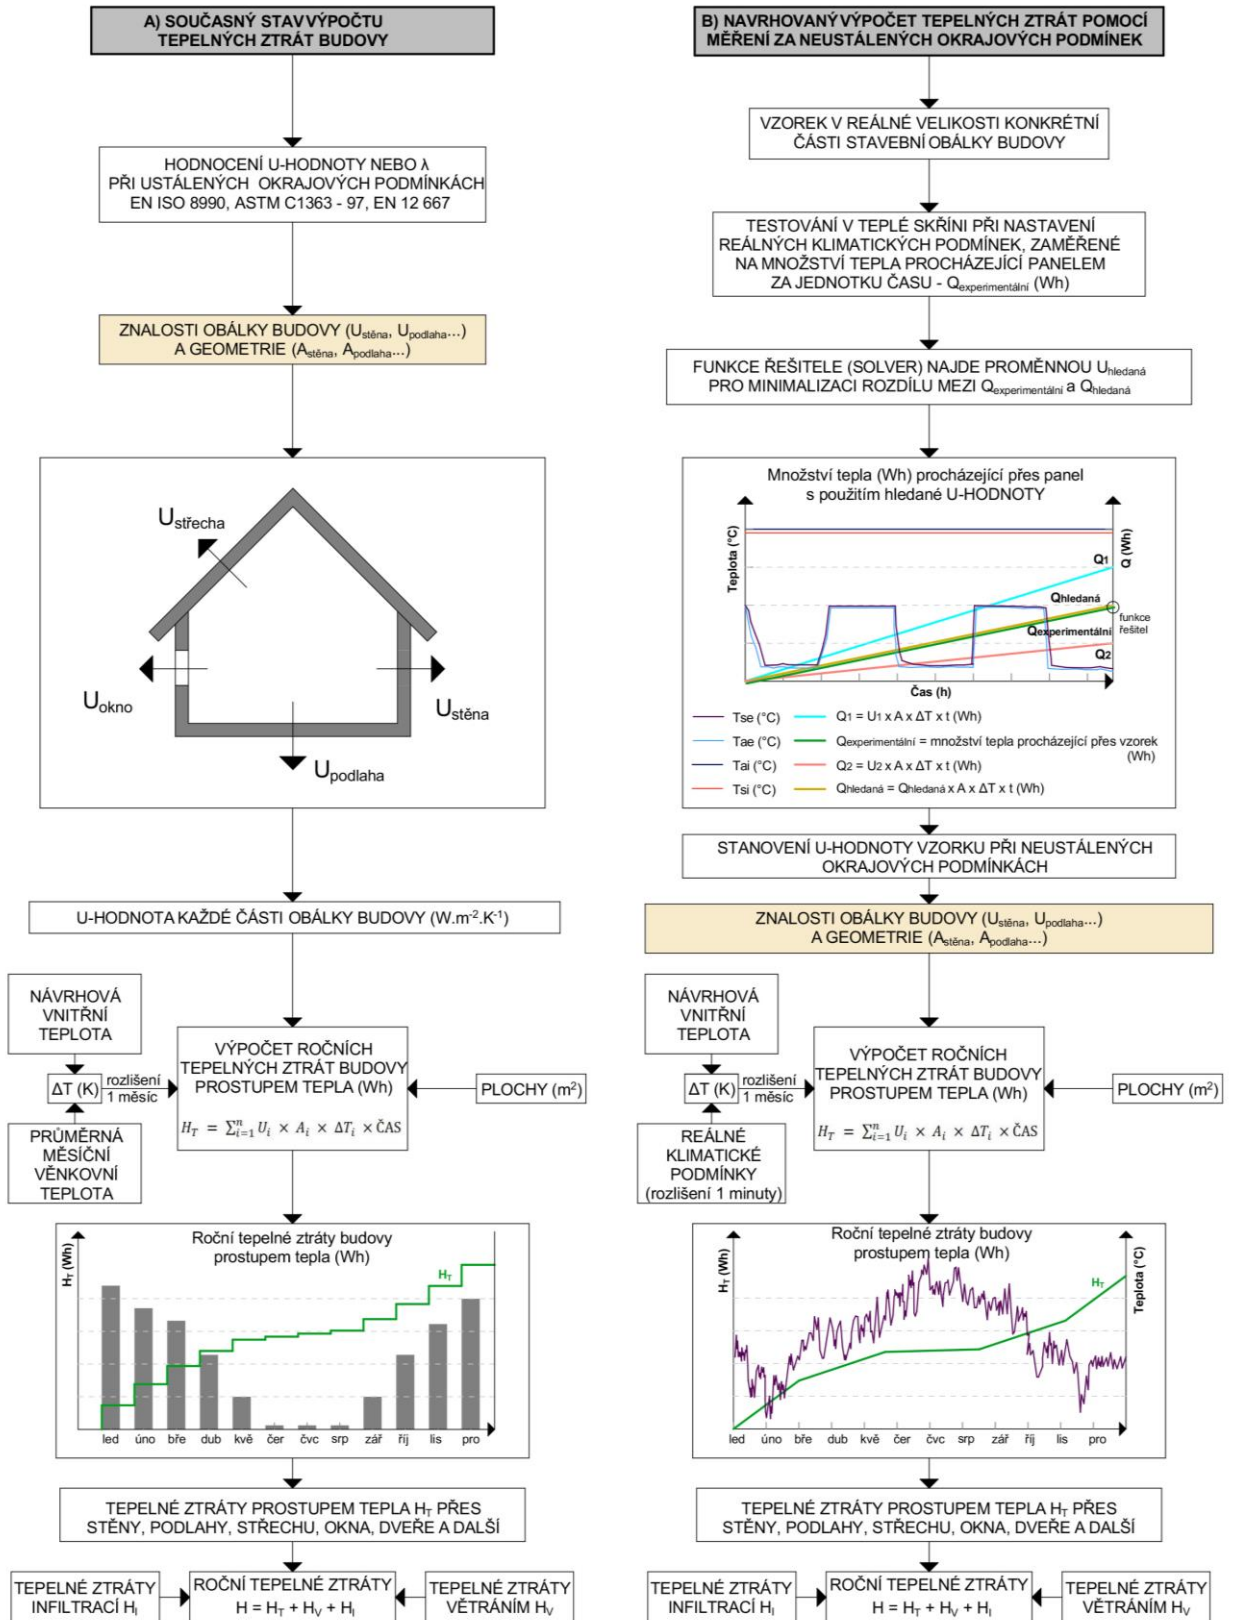 A) SOUČASNÝ STAV VÝPOČTU
TEPELNÝCH ZTRÁT BUDOVY
HODNOCENÍ U-HODNOTY NEBO λ
PŘI USTÁLENÝCH OKRAJOVÝCH PODMÍNKÁCH
EN ISO 8990, ASTM C1363 - 97, EN 12 667
ZNALOSTI OBÁLKY BUDOVY (Ustěna, Upodlaha...)
A GEOMETRIE (Astěna, Apodlaha...)
Ustřecha
Uokno
Ustěna
Upodlaha
U-HODNOTA KAŽDÉ ČÁSTI OBÁLKY BUDOVY (W.m-2.K-1)
NÁVRHOVÁ
VNITŘNÍ
TEPLOTA
ΔT (K)
rozlišení
1 měsíc
PRŮMĚRNÁ
MĚSÍČNÍ
VĚNKOVNÍ
TEPLOTA
VÝPOČET ROČNÍCH
TEPELNÝCH ZTRÁT BUDOVY
PROSTUPEM TEPLA (Wh)
H_T = ∑_{i=1}^{n} U_i × A_i × ΔT_i × ČAS
PLOCHY (m²)
Roční tepelné ztráty budovy
prostupem tepla (Wh)
HT (Wh)
HT
led úno bře dub kvě čer čvc srp zář říj lis pro
TEPELNÉ ZTRÁTY PROSTUPEM TEPLA HT PŘES
STĚNY, PODLAHY, STŘECHU, OKNA, DVEŘE A DALŠÍ
TEPELNÉ ZTRÁTY
INFILTRACÍ HI
ROČNÍ TEPELNÉ ZTRÁTY
H = HT + HV + HI
TEPELNÉ ZTRÁTY
VĚTRÁNÍM HV
B) NAVRHOVANÝ VÝPOČET TEPELNÝCH ZTRÁT POMOCÍ
MĚŘENÍ ZA NEUSTÁLENÝCH OKRAJOVÝCH PODMÍNEK
VZOREK V REÁLNÉ VELIKOSTI KONKRÉTNÍ
ČÁSTI STAVEBNÍ OBÁLKY BUDOVY
TESTOVÁNÍ V TEPLÉ SKŘÍNI PŘI NASTAVENÍ
REÁLNÝCH KLIMATICKÝCH PODMÍNEK, ZAMĚŘENÉ
NA MNOŽSTVÍ TEPLA PROCHÁZEJÍCÍ PANELEM
ZA JEDNOTKU ČASU - Qexperimentální (Wh)
FUNKCE ŘEŠITELE (SOLVER) NAJDE PROMĚNNOU Uhledaná
PRO MINIMALIZACI ROZDÍLU MEZI Qexperimentální a Qhledaná
Množství tepla (Wh) procházející přes panel
s použitím hledané U-HODNOTY
Teplota (°C)
Q (Wh)
Q1
Qhledaná
funkce
řešitel
Qexperimentální
Q2
Čas (h)
Tse (°C) Q1 = U1 x A x ΔT x t (Wh)
Tae (°C) Qexperimentální = množství tepla procházející přes vzorek
(Wh)
Tai (°C) Q2 = U2 x A x ΔT x t (Wh)
Tsi (°C) Qhledaná = Qhledaná x A x ΔT x t (Wh)
STANOVENÍ U-HODNOTY VZORKU PŘI NEUSTÁLENÝCH
OKRAJOVÝCH PODMÍNKÁCH
ZNALOSTI OBÁLKY BUDOVY (Ustěna, Upodlaha...)
A GEOMETRIE (Astěna, Apodlaha...)
NÁVRHOVÁ
VNITŘNÍ
TEPLOTA
ΔT (K)
rozlišení
1 měsíc
REÁLNÉ
KLIMATICKÉ
PODMÍNKY
(rozlišení 1 minuty)
VÝPOČET ROČNÍCH
TEPELNÝCH ZTRÁT BUDOVY
PROSTUPEM TEPLA (Wh)
H_T = ∑_{i=1}^{n} U_i × A_i × ΔT_i × ČAS
PLOCHY (m²)
Roční tepelné ztráty budovy
prostupem tepla (Wh)
HT (Wh)
HT
Teplota (°C)
led úno bře dub kvě čer čvc srp zář říj lis pro
TEPELNÉ ZTRÁTY PROSTUPEM TEPLA HT PŘES
STĚNY, PODLAHY, STŘECHU, OKNA, DVEŘE A DALŠÍ
TEPELNÉ ZTRÁTY
INFILTRACÍ HI
ROČNÍ TEPELNÉ ZTRÁTY
H = HT + HV + HI
TEPELNÉ ZTRÁTY
VĚTRÁNÍM HV